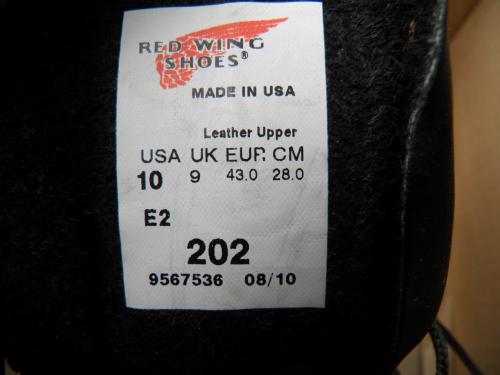 RED WING
SHOES®
MADE IN USA
Leather Upper
USA UK EUR CM
10 9 43.0 28.0
E2
202
9567536 08/10